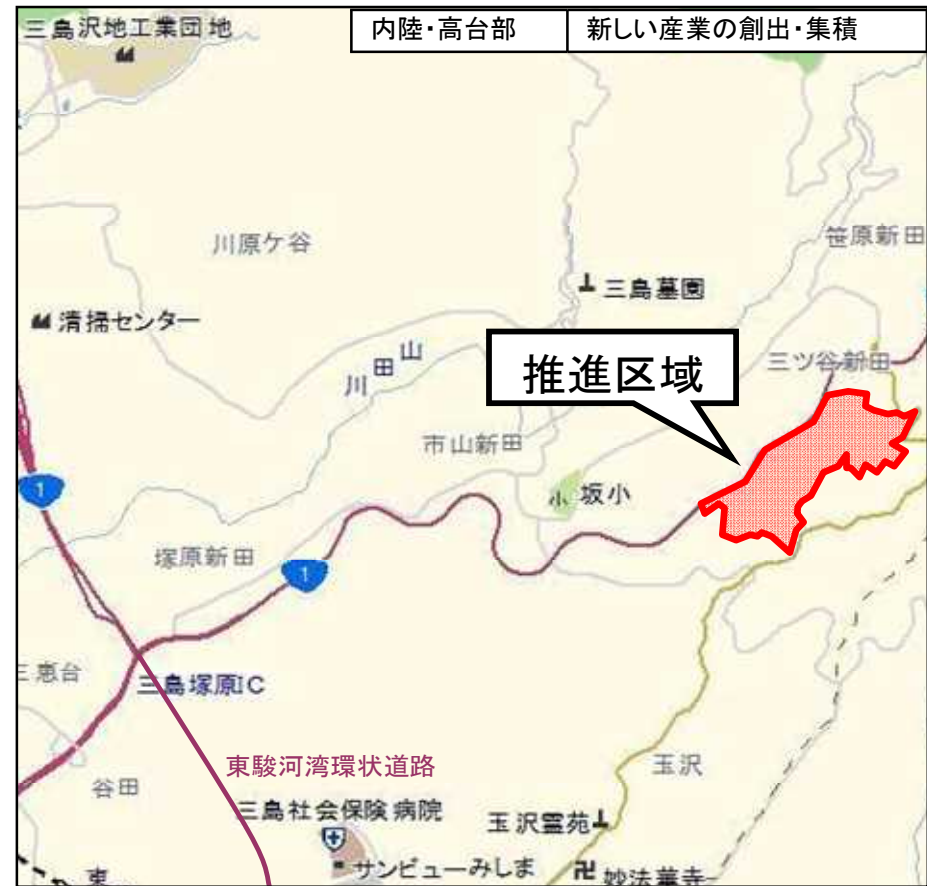 三島沢地工業団地
内陸・高台部
新しい産業の創出・集積
川原ケ谷
笹原新田
三島墓園
清掃センター
山田川
推進区域
三ツ谷新田
市山新田
小 坂小
1
塚原新田
1
三恵台
三島塚原IC
東駿河湾環状道路
玉沢
谷田
三島社会保険病院
玉沢霊苑
サンビューみしま
妙法華寺
東